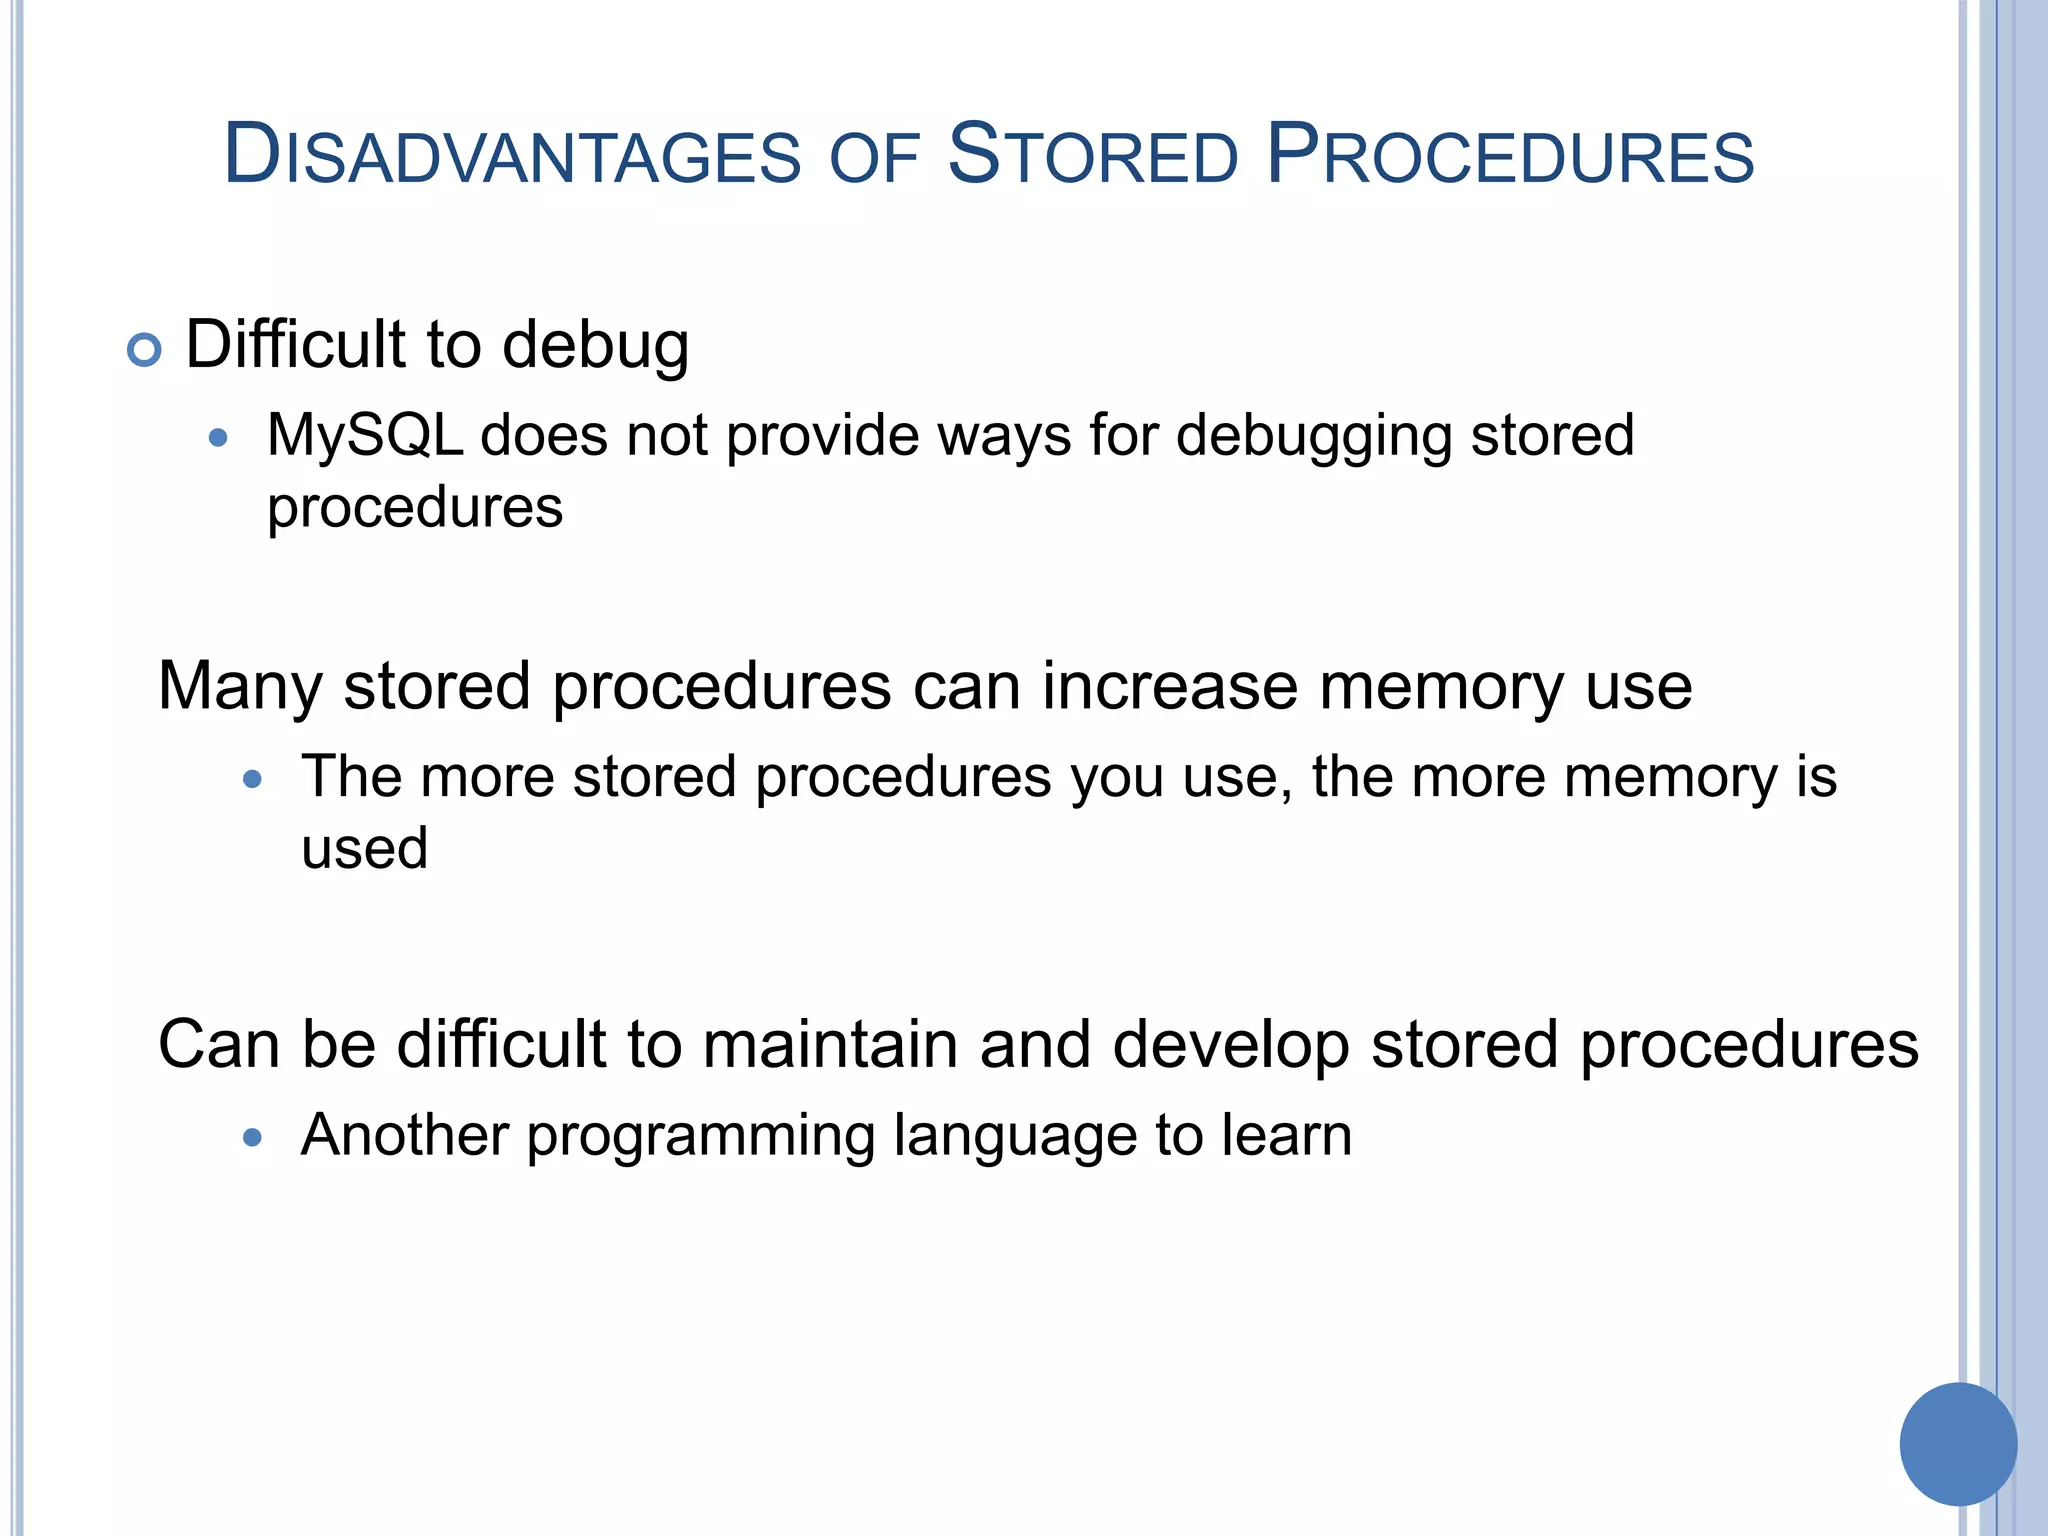 DISADVANTAGES OF STORED PROCEDURES
Difficult to debug
MySQL does not provide ways for debugging stored
procedures
Many stored procedures can increase memory use
The more stored procedures you use, the more memory is
used
Can be difficult to maintain and develop stored procedures
Another programming language to learn